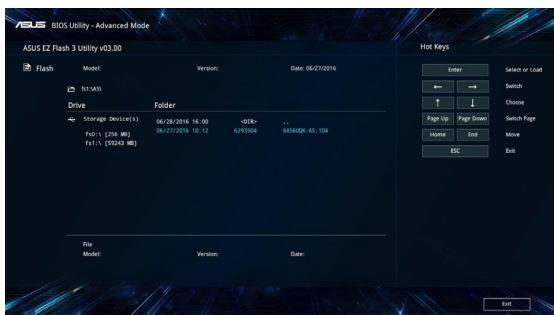 ASUS BIOS Utility - Advanced Mode
ASUS EZ Flash 3 Utility v03.00
Flash Model: Version: Date: 06/27/2016
fs1:\AS\
Drive Folder
Storage Device(s)
fs0:\ [256 MB]
fs1:\ [59243 MB]
06/28/2016 16:00 <DIR> ..
06/27/2016 10:12 6293504 X456UQK-AS.104
File
Model: Version: Date:
Hot Keys
Enter Select or Load
← → Switch
↑ ↓ Choose
Page Up Page Down Switch Page
Home End Move
ESC Exit
Exit